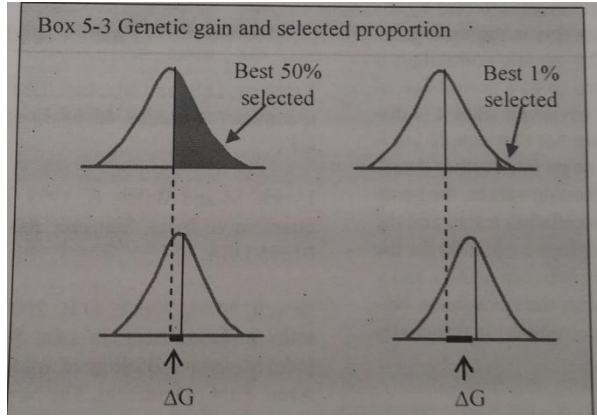 Box 5-3 Genetic gain and selected proportion
Best 50%
selected
Best 1%
selected
ΔG
ΔG